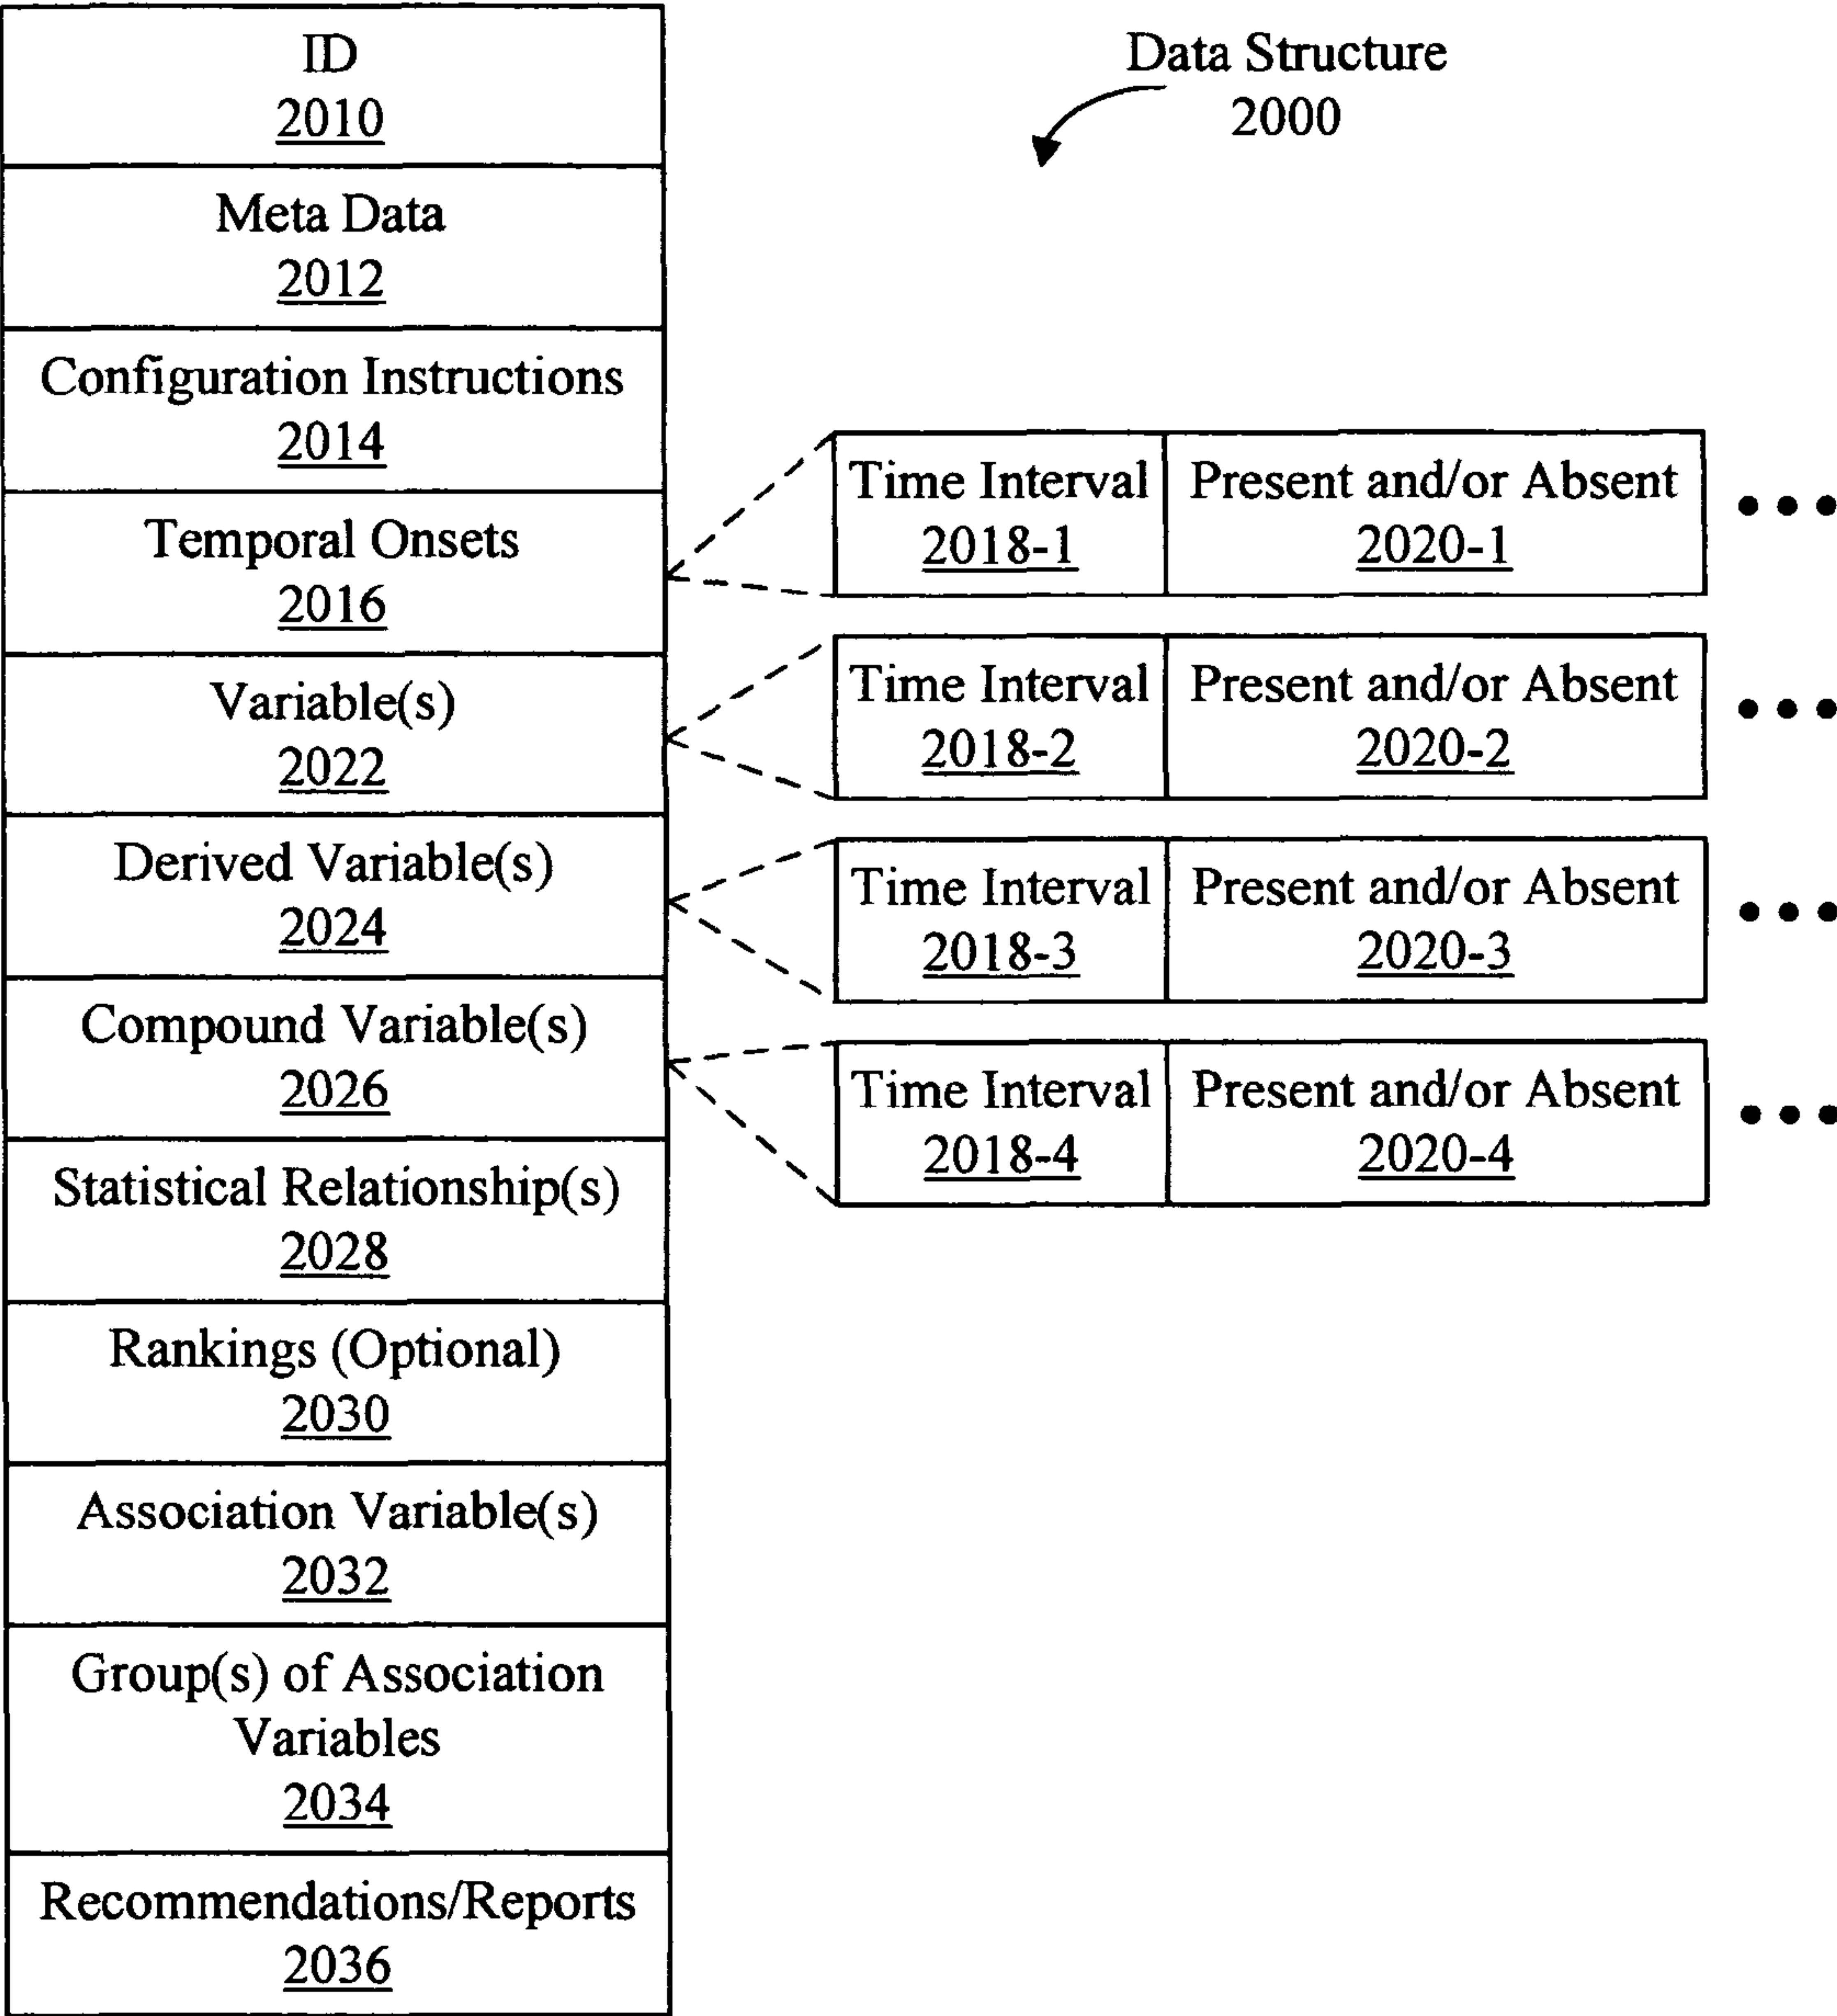 ID
2010
Data Structure
2000
Meta Data
2012
Configuration Instructions
2014
Temporal Onsets
2016
Time Interval
2018-1
Present and/or Absent
2020-1
Variable(s)
2022
Time Interval
2018-2
Present and/or Absent
2020-2
Derived Variable(s)
2024
Time Interval
2018-3
Present and/or Absent
2020-3
Compound Variable(s)
2026
Time Interval
2018-4
Present and/or Absent
2020-4
Statistical Relationship(s)
2028
Rankings (Optional)
2030
Association Variable(s)
2032
Group(s) of Association
Variables
2034
Recommendations/Reports
2036